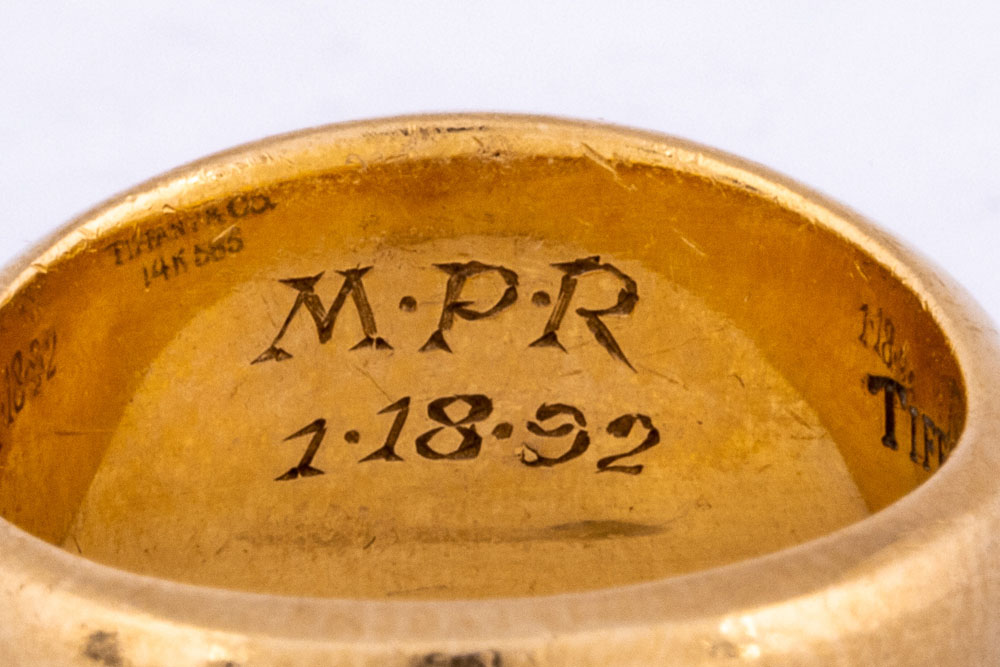 TIFFANY & CO.
14K 585
M·P·R
1·18·92